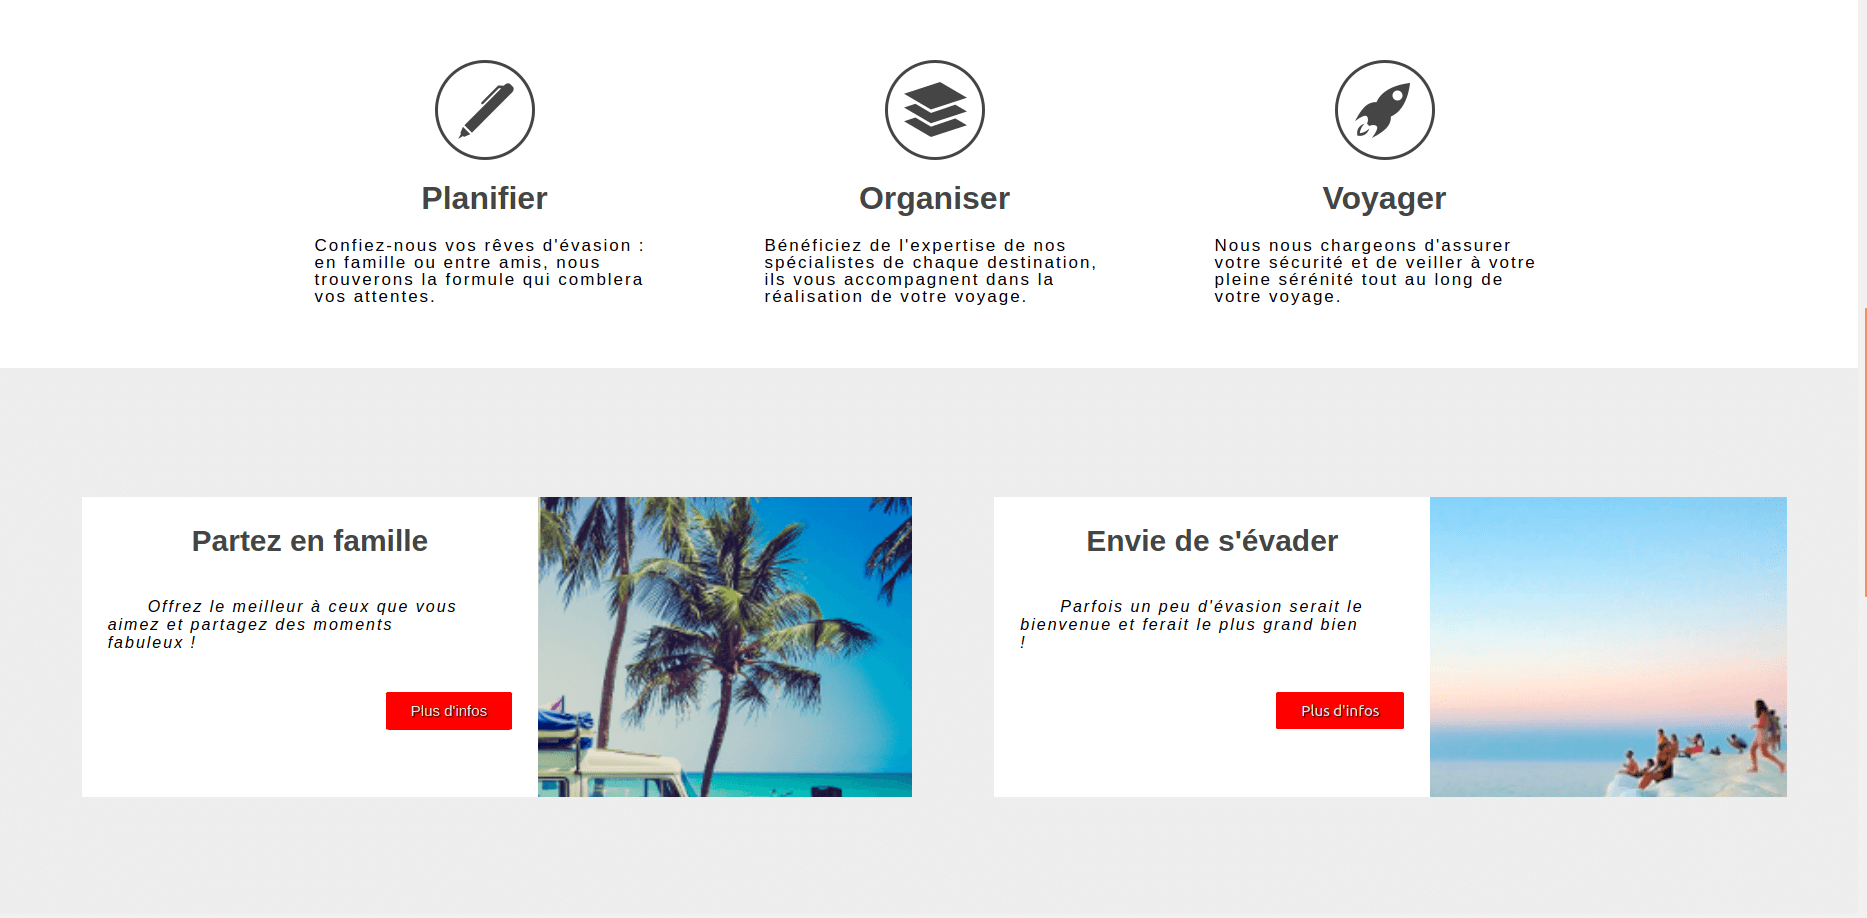 Planifier
Confiez-nous vos rêves d'évasion :
en famille ou entre amis, nous
trouverons la formule qui comblera
vos attentes.
Organiser
Bénéficiez de l'expertise de nos
spécialistes de chaque destination,
ils vous accompagnent dans la
réalisation de votre voyage.
Voyager
Nous nous chargeons d'assurer
votre sécurité et de veiller à votre
pleine sérénité tout au long de
votre voyage.
Partez en famille
Offrez le meilleur à ceux que vous
aimez et partagez des moments
fabuleux !
Plus d'infos
Envie de s'évader
Parfois un peu d'évasion serait le
bienvenue et ferait le plus grand bien
!
Plus d'infos